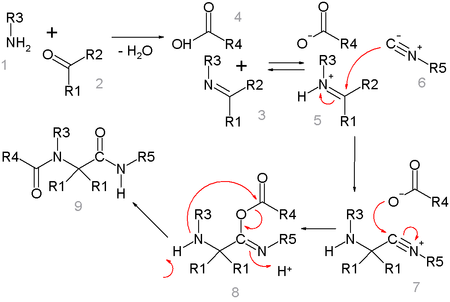 R3
NH2
1
+
O
R2
R1
2
- H2O
4
O
OH
R4
R3
N
R2
R1
3
+
O
O-
R4
R3
H
N+
R2
R1
5
C-
N+
R5
6
R3
R4
N
O
O
N
H
R5
R1
R1
9
O
O
R4
R3
H
N
N
R5
R1
R1
H+
8
O
O-
R4
R3
H
N
C
N+
R5
R1
R1
7